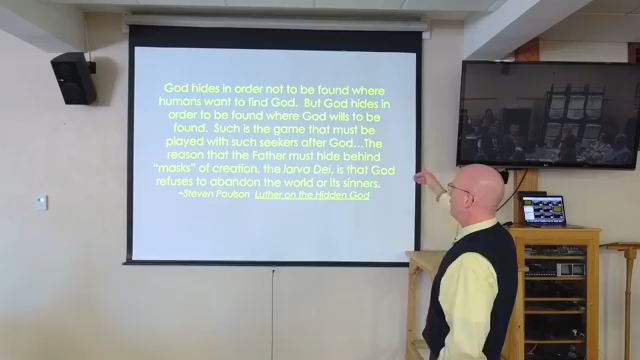 God hides in order not to be found where
humans want to find God.  But God hides in
order to be found where God wills to be
found.  Such is the game that must be
played with such seekers after God...The
reason that the Father must hide behind
“masks” of creation, the larva Dei, is that God
refuses to abandon the world or its sinners.
~Steven Paulson  Luther on the Hidden God